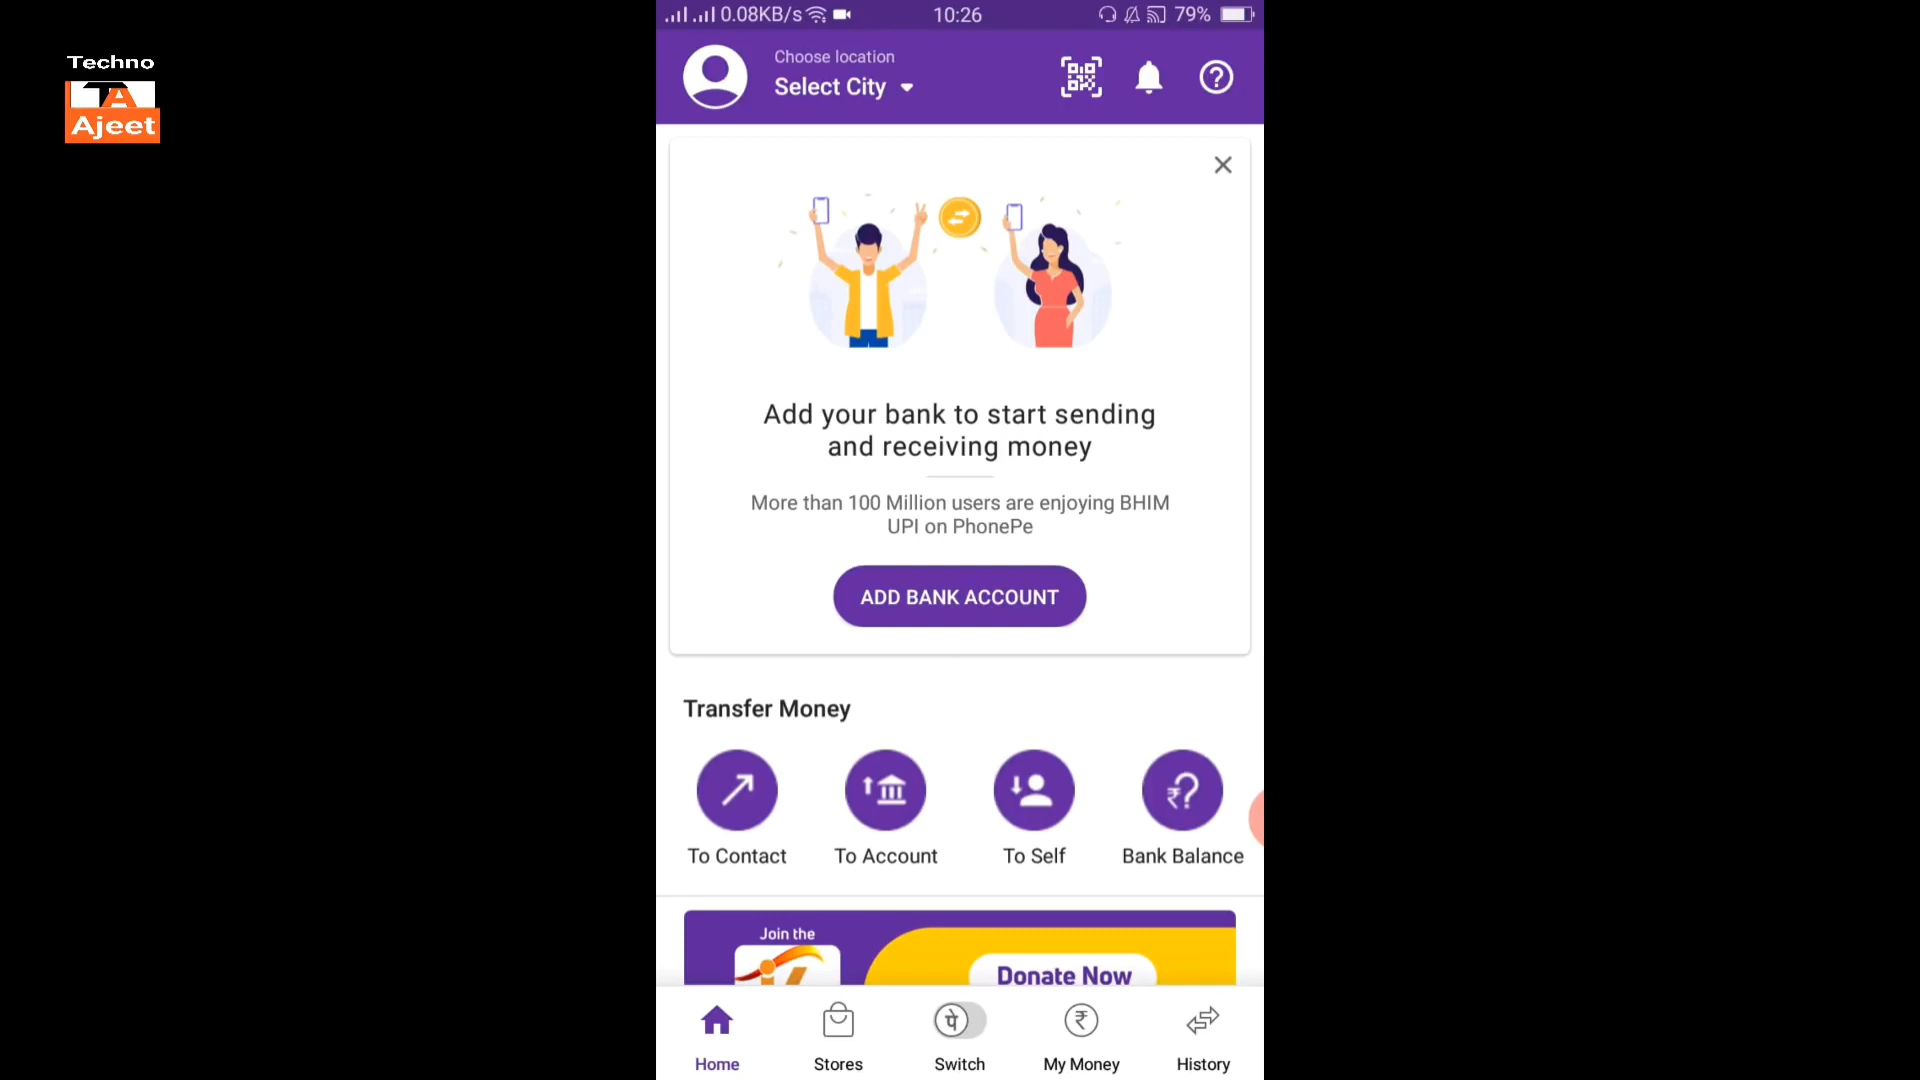 Techno
TA
Ajeet
0.08KB/s
10:26
79%
Choose location
Select City
Add your bank to start sending
and receiving money
More than 100 Million users are enjoying BHIM
UPI on PhonePe
ADD BANK ACCOUNT
Transfer Money
To Contact
To Account
To Self
Bank Balance
Join the
Donate Now
पे
Home
Stores
Switch
My Money
History